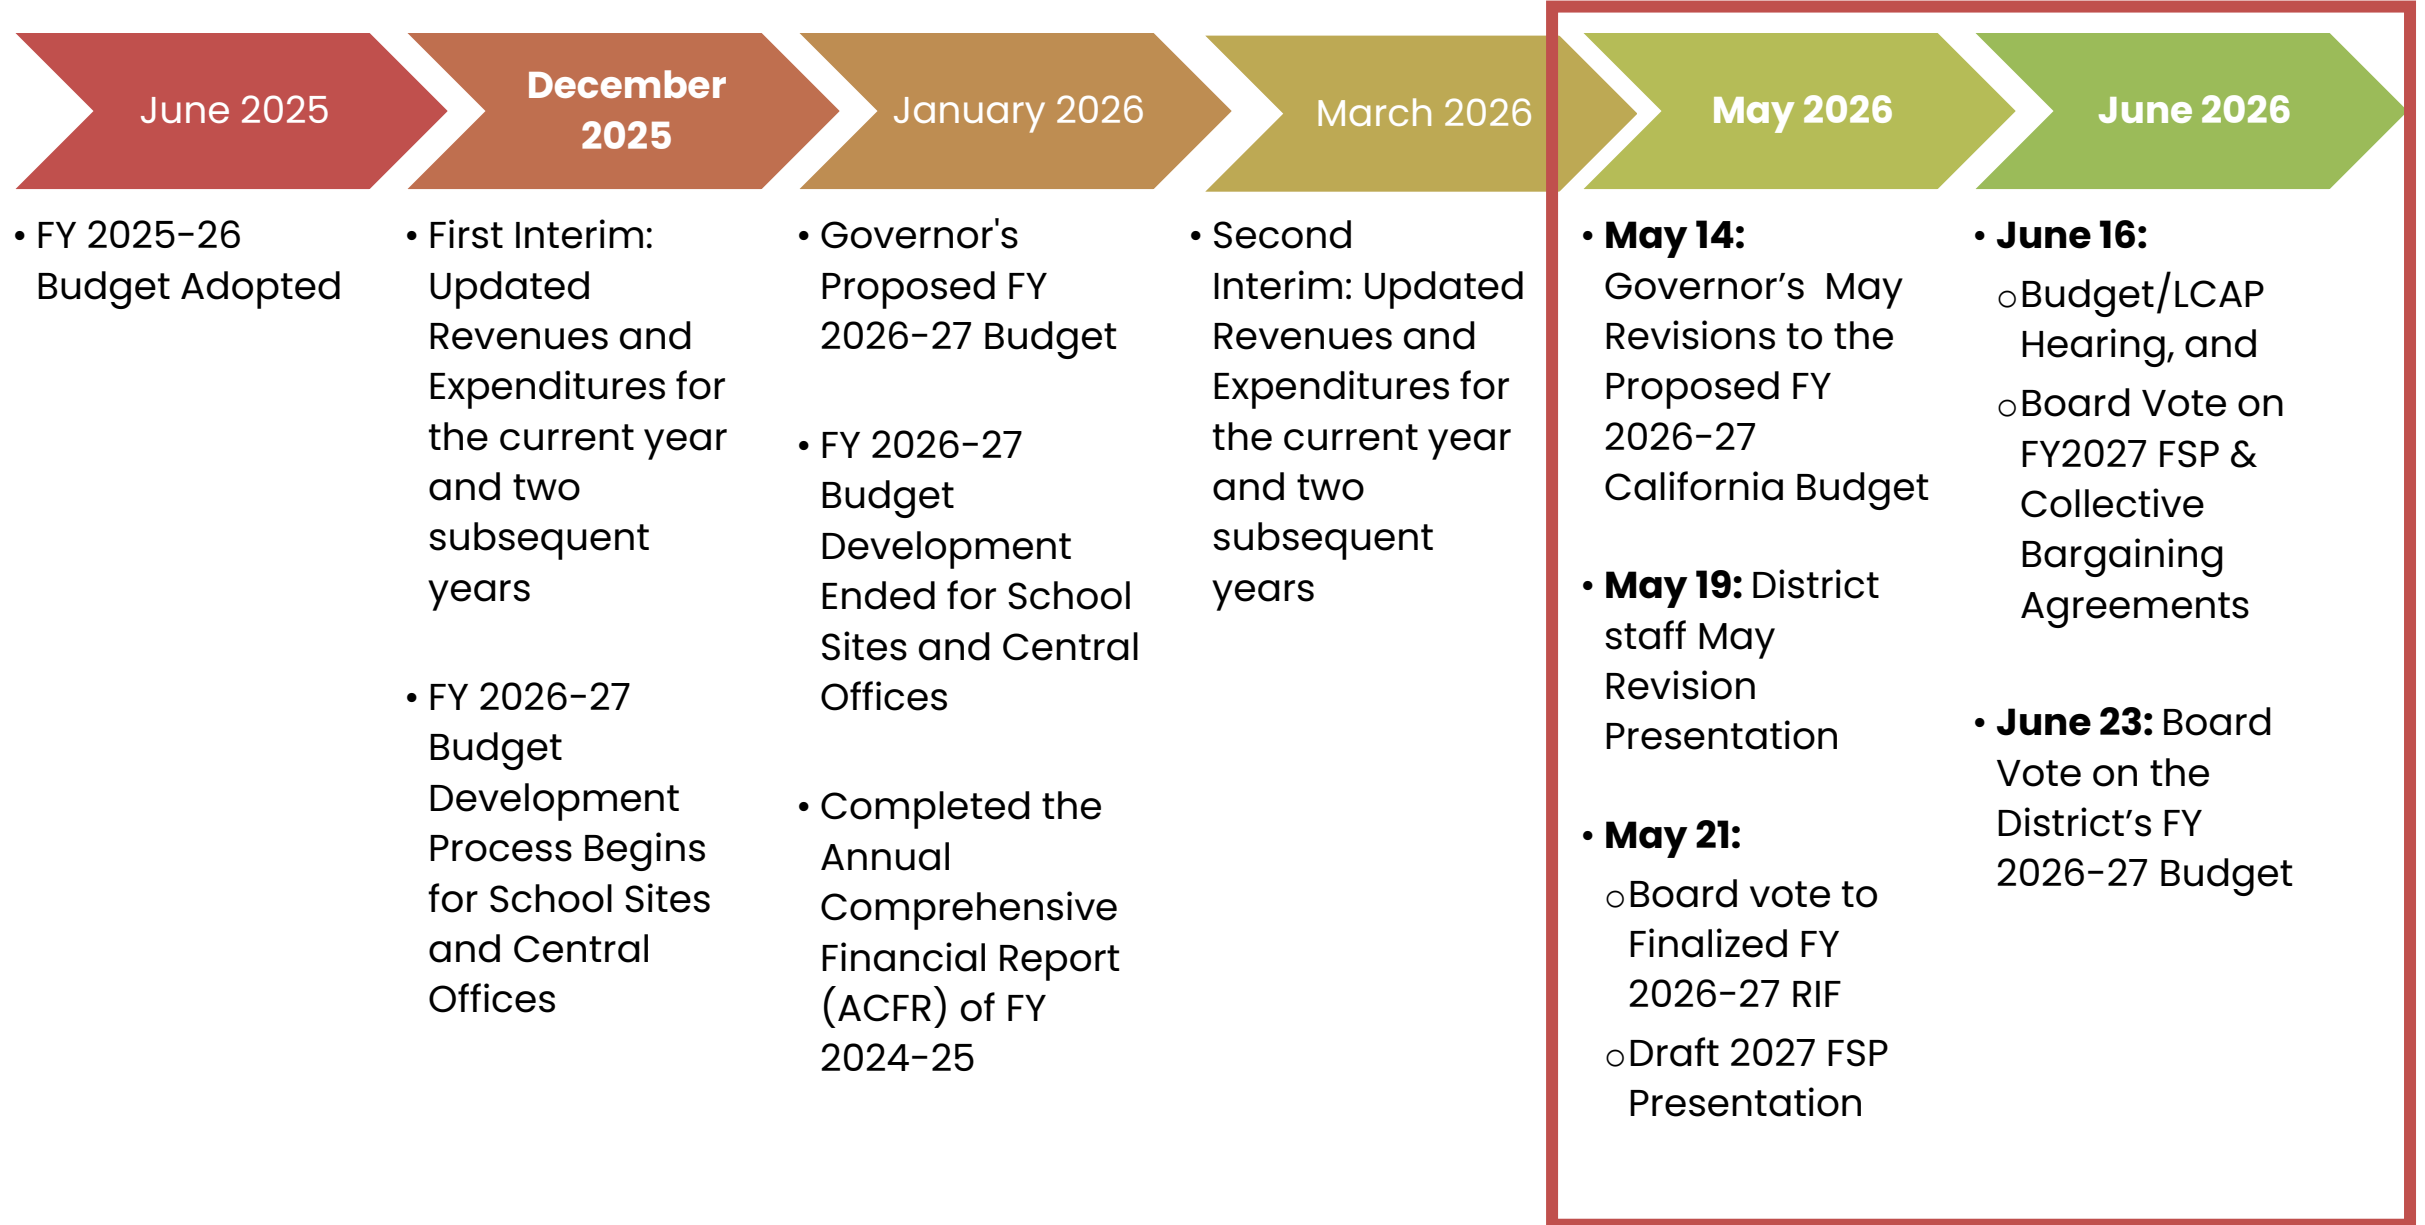 June 2025
December
2025
January 2026
March 2026
May 2026
June 2026
• FY 2025-26
Budget Adopted
• First Interim:
Updated
Revenues and
Expenditures for
the current year
and two
subsequent
years
• FY 2026-27
Budget
Development
Process Begins
for School Sites
and Central
Offices
• Governor's
Proposed FY
2026-27 Budget
• FY 2026-27
Budget
Development
Ended for School
Sites and Central
Offices
• Completed the
Annual
Comprehensive
Financial Report
(ACFR) of FY
2024-25
• Second
Interim: Updated
Revenues and
Expenditures for
the current year
and two
subsequent
years
• May 14:
Governor’s  May
Revisions to the
Proposed FY
2026-27
California Budget
• May 19: District
staff May
Revision
Presentation
• May 21:
○Board vote to
Finalized FY
2026-27 RIF
○Draft 2027 FSP
Presentation
• June 16:
○Budget/LCAP
Hearing, and
○Board Vote on
FY2027 FSP &
Collective
Bargaining
Agreements
• June 23: Board
Vote on the
District’s FY
2026-27 Budget